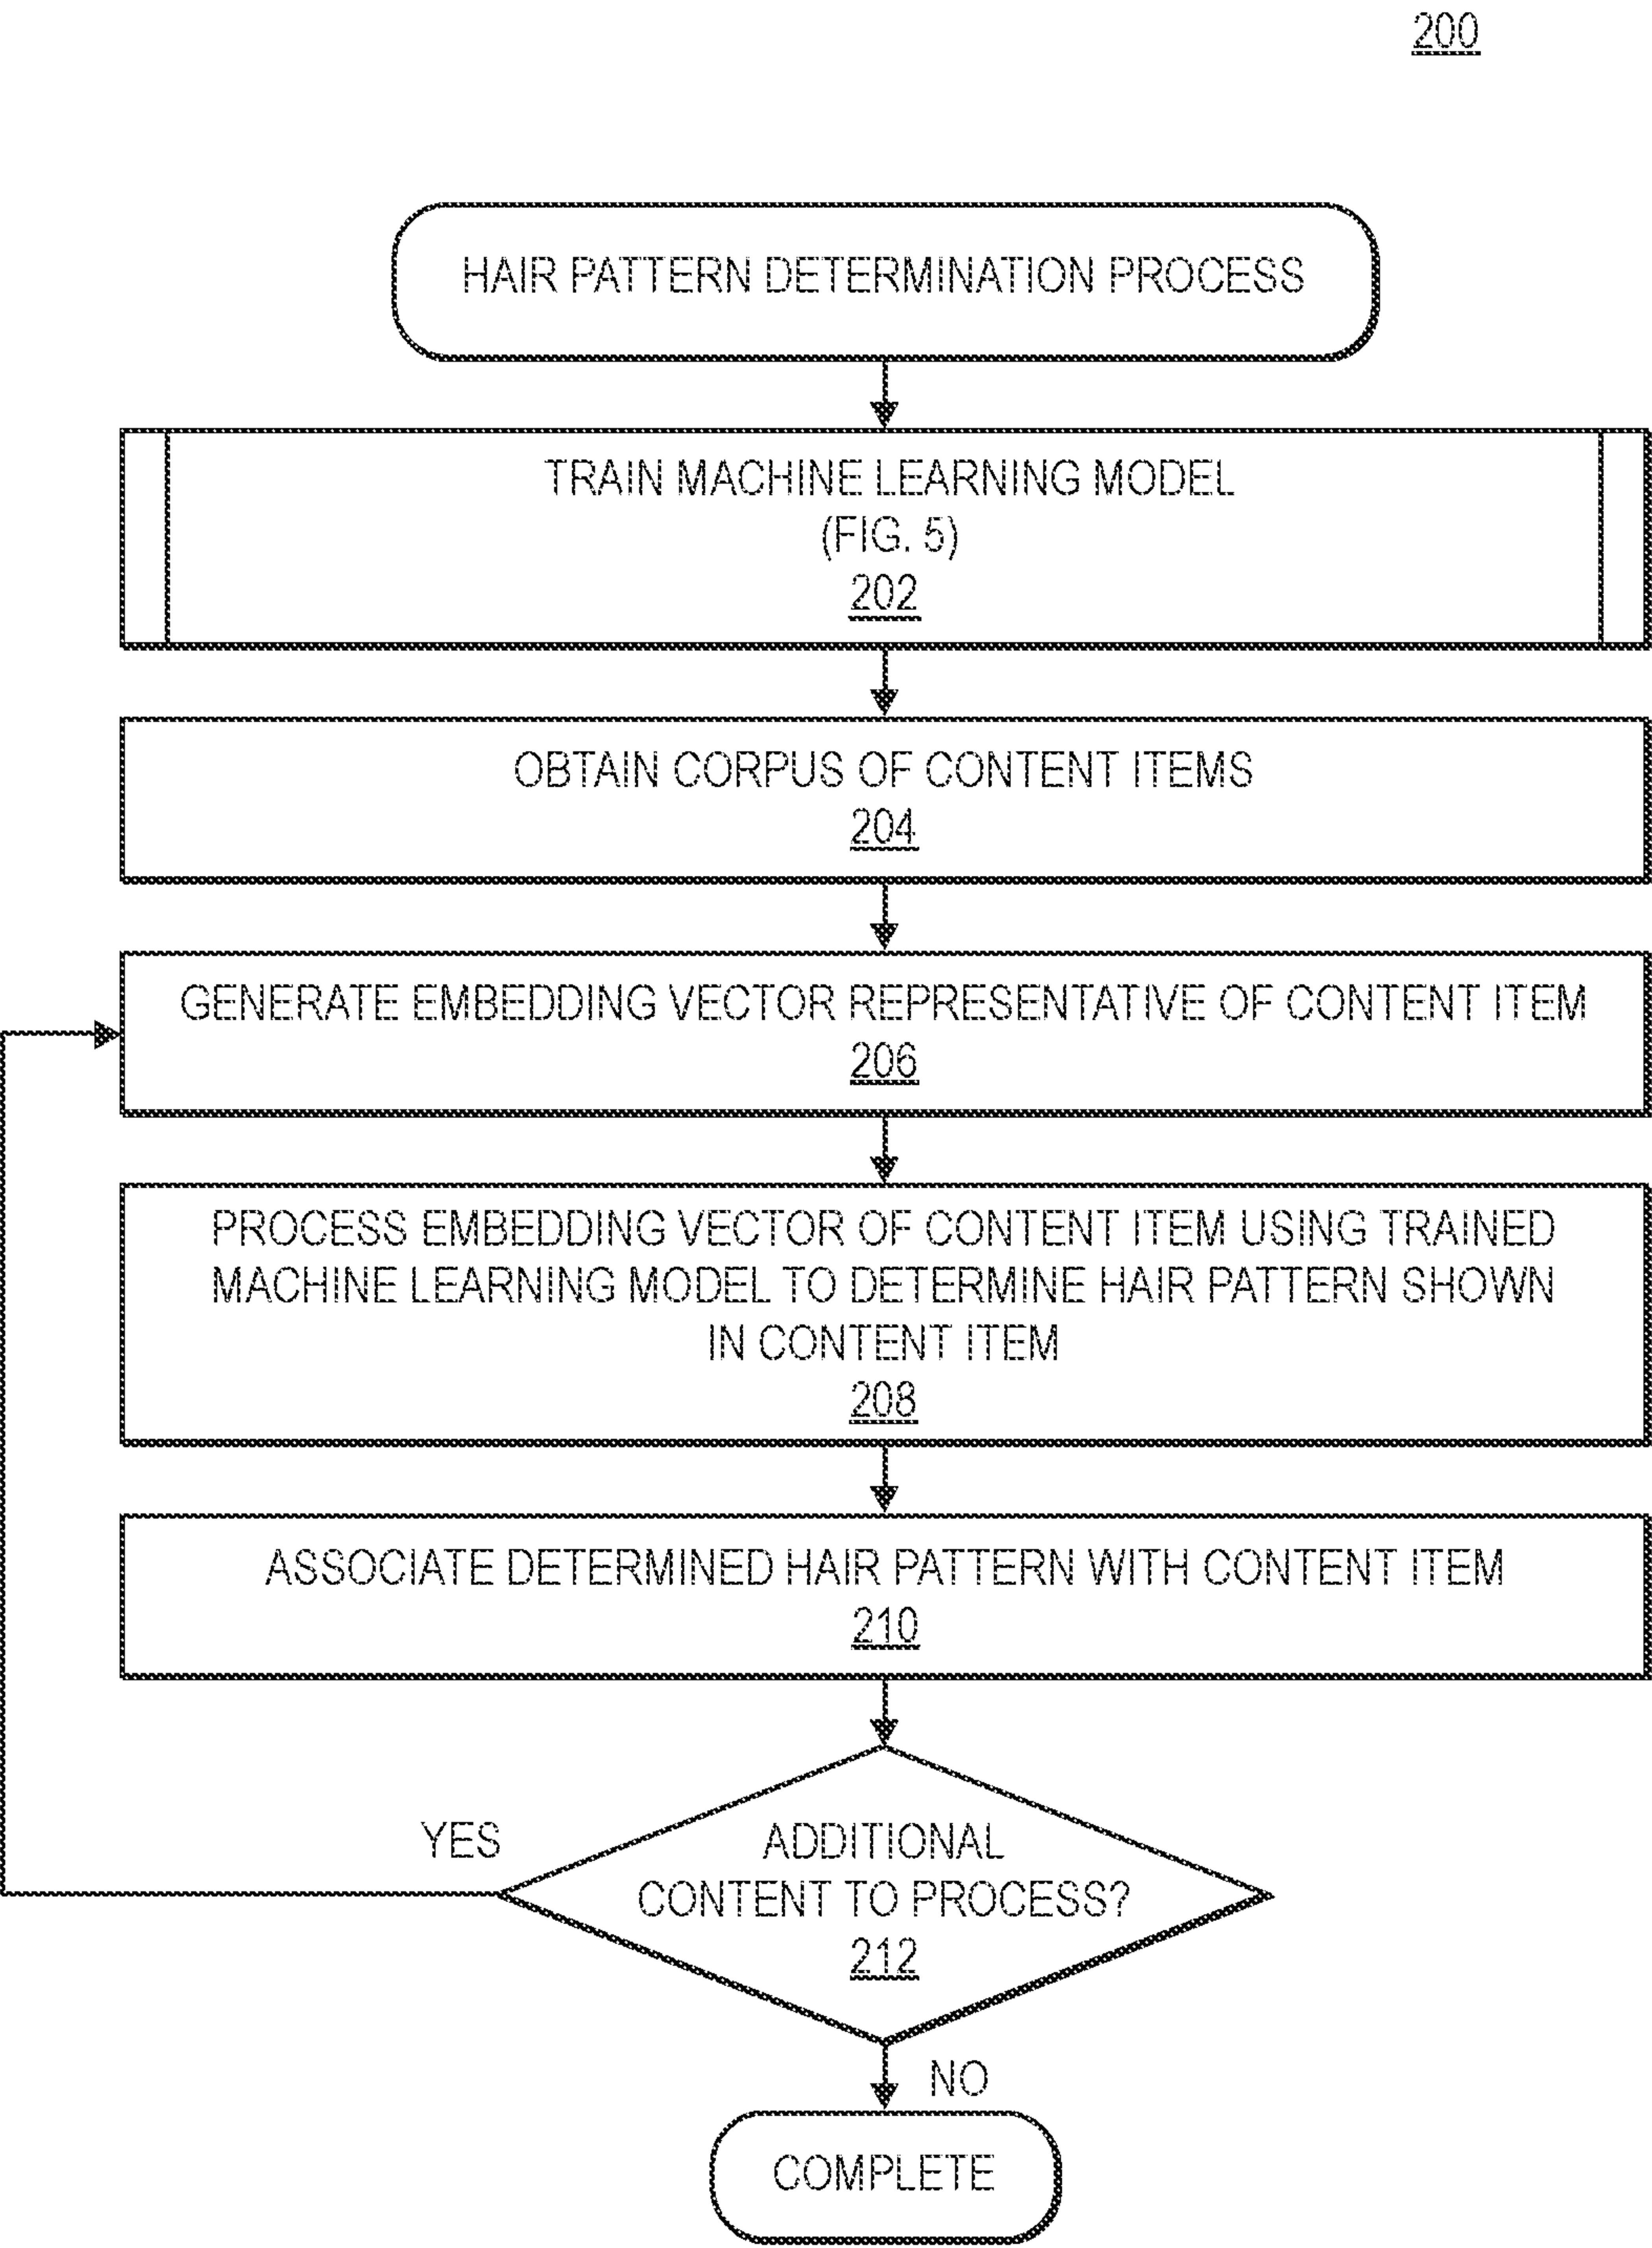 200
HAIR PATTERN DETERMINATION PROCESS
TRAIN MACHINE LEARNING MODEL
(FIG. 5)
202
OBTAIN CORPUS OF CONTENT ITEMS
204
GENERATE EMBEDDING VECTOR REPRESENTATIVE OF CONTENT ITEM
206
PROCESS EMBEDDING VECTOR OF CONTENT ITEM USING TRAINED
MACHINE LEARNING MODEL TO DETERMINE HAIR PATTERN SHOWN
IN CONTENT ITEM
208
ASSOCIATE DETERMINED HAIR PATTERN WITH CONTENT ITEM
210
YES
ADDITIONAL
CONTENT TO PROCESS?
212
NO
COMPLETE